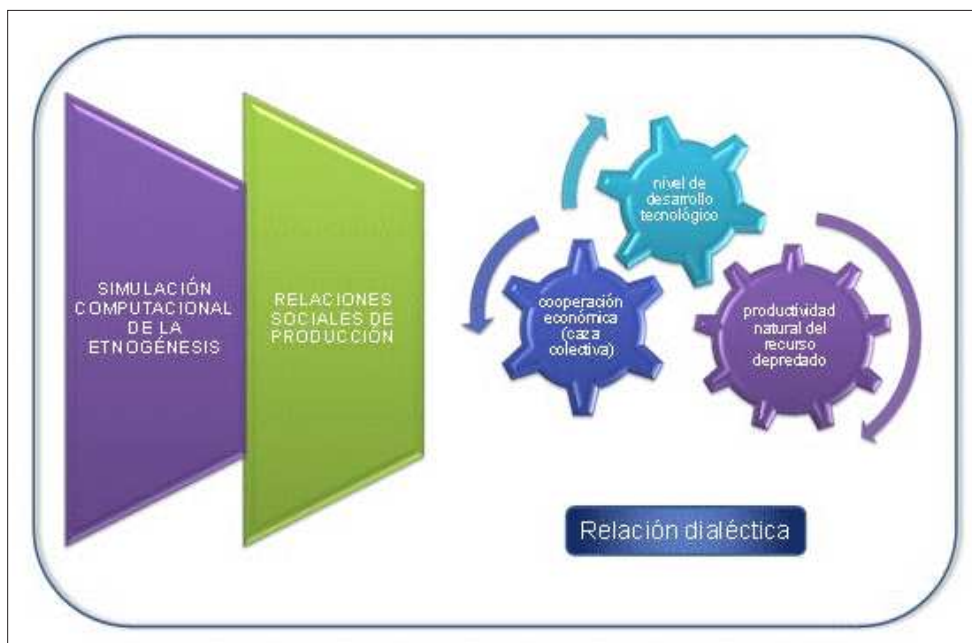 SIMULACIÓN
COMPUTACIONAL
DE LA
ETNOGÉNESIS
RELACIONES
SOCIALES DE
PRODUCCIÓN
nivel de
desarrollo
tecnológico
cooperación
económica
(caza
colectiva)
productividad
natural del
recurso
depredado
Relación dialéctica